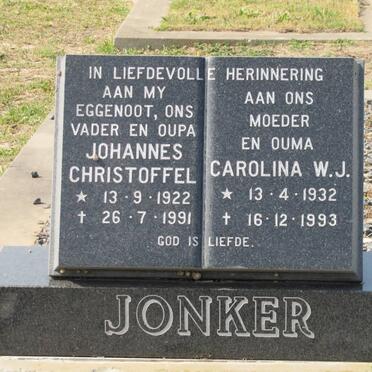 IN LIEFDEVOLLE HERINNERING
AAN MY
EGGENOOT, ONS
VADER EN OUPA
JOHANNES
CHRISTOFFEL
★ 13·9·1922
✝ 26·7·1991
AAN ONS
MOEDER
EN OUMA
CAROLINA W.J.
★ 13·4·1932
✝ 16·12·1993
GOD IS LIEFDE.
JONKER